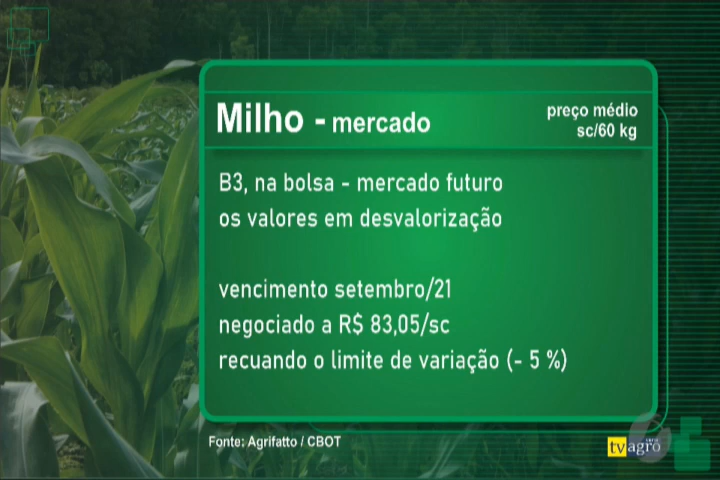 Milho - mercado
preço médio
sc/60 kg
B3, na bolsa - mercado futuro
os valores em desvalorização
vencimento setembro/21
negociado a R$ 83,05/sc
recuando o limite de variação (- 5 %)
Fonte: Agrifatto / CBOT
tv agro